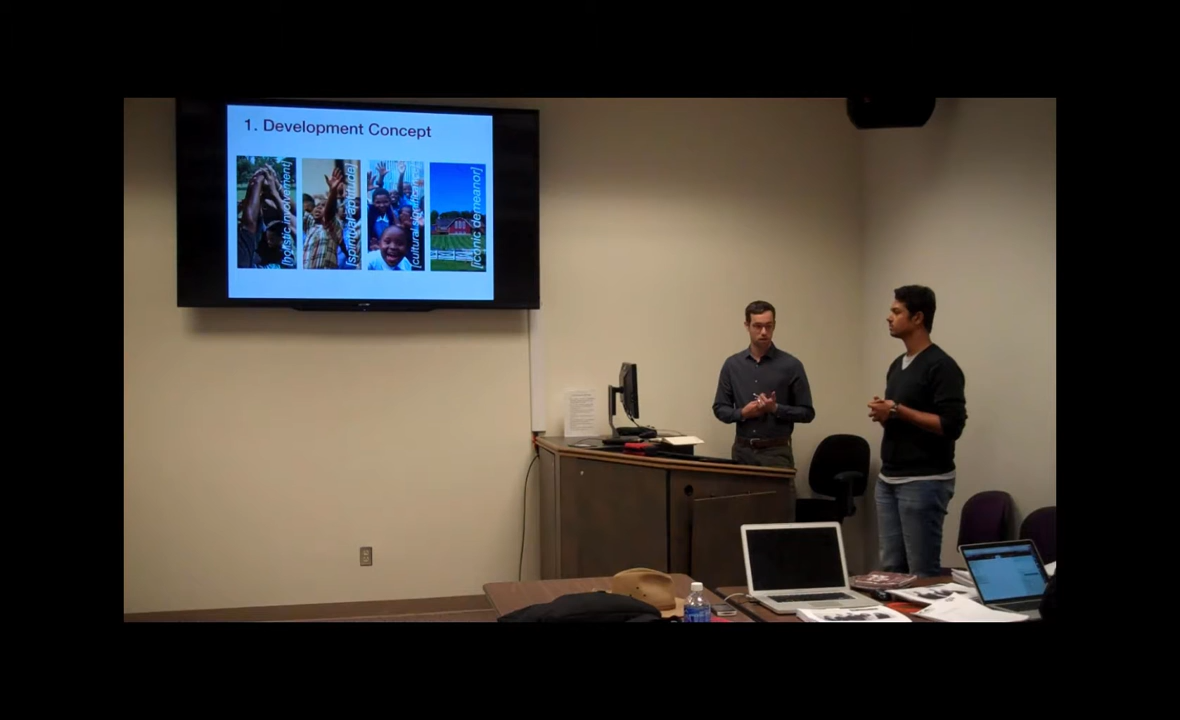 1. Development Concept
[holistic involvement]
[spiritual aptitude]
[cultural significance]
[iconic demeanor]